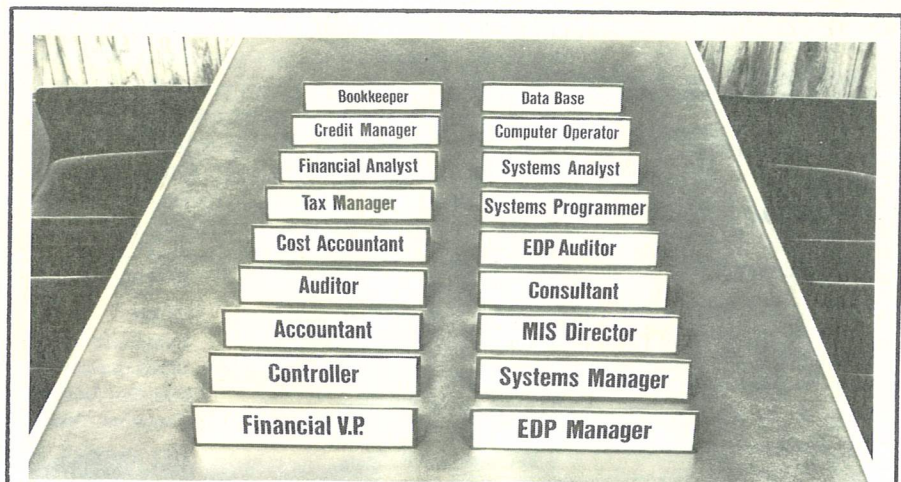 Bookkeeper
Credit Manager
Financial Analyst
Tax Manager
Cost Accountant
Auditor
Accountant
Controller
Financial V.P.
Data Base
Computer Operator
Systems Analyst
Systems Programmer
EDP Auditor
Consultant
MIS Director
Systems Manager
EDP Manager